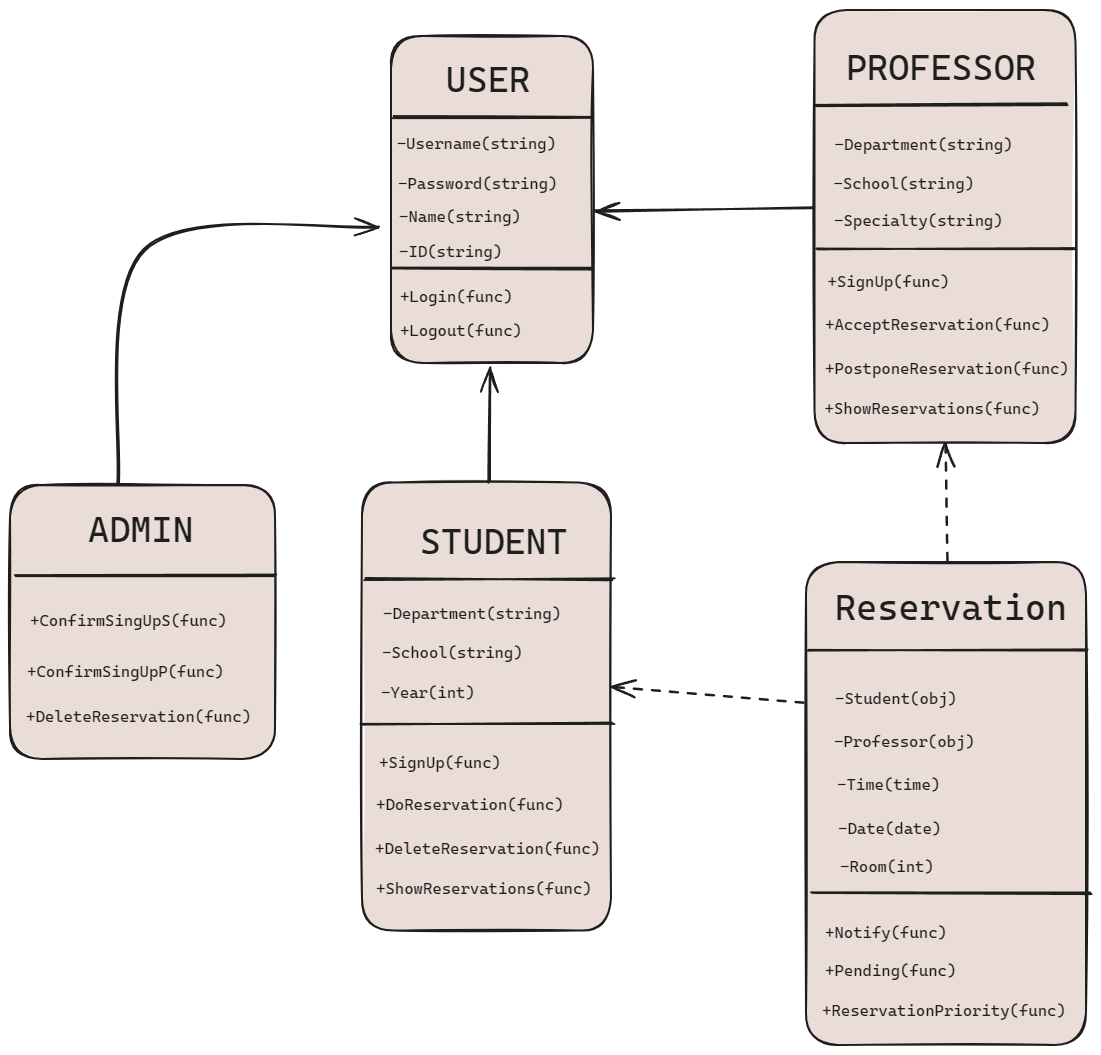 USER
-Username(string)
-Password(string)
-Name(string)
-ID(string)
+Login(func)
+Logout(func)
PROFESSOR
-Department(string)
-School(string)
-Specialty(string)
+SignUp(func)
+AcceptReservation(func)
+PostponeReservation(func)
+ShowReservations(func)
ADMIN
+ConfirmSingUpS(func)
+ConfirmSingUpP(func)
+DeleteReservation(func)
STUDENT
-Department(string)
-School(string)
-Year(int)
+SignUp(func)
+DoReservation(func)
+DeleteReservation(func)
+ShowReservations(func)
Reservation
-Student(obj)
-Professor(obj)
-Time(time)
-Date(date)
-Room(int)
+Notify(func)
+Pending(func)
+ReservationPriority(func)